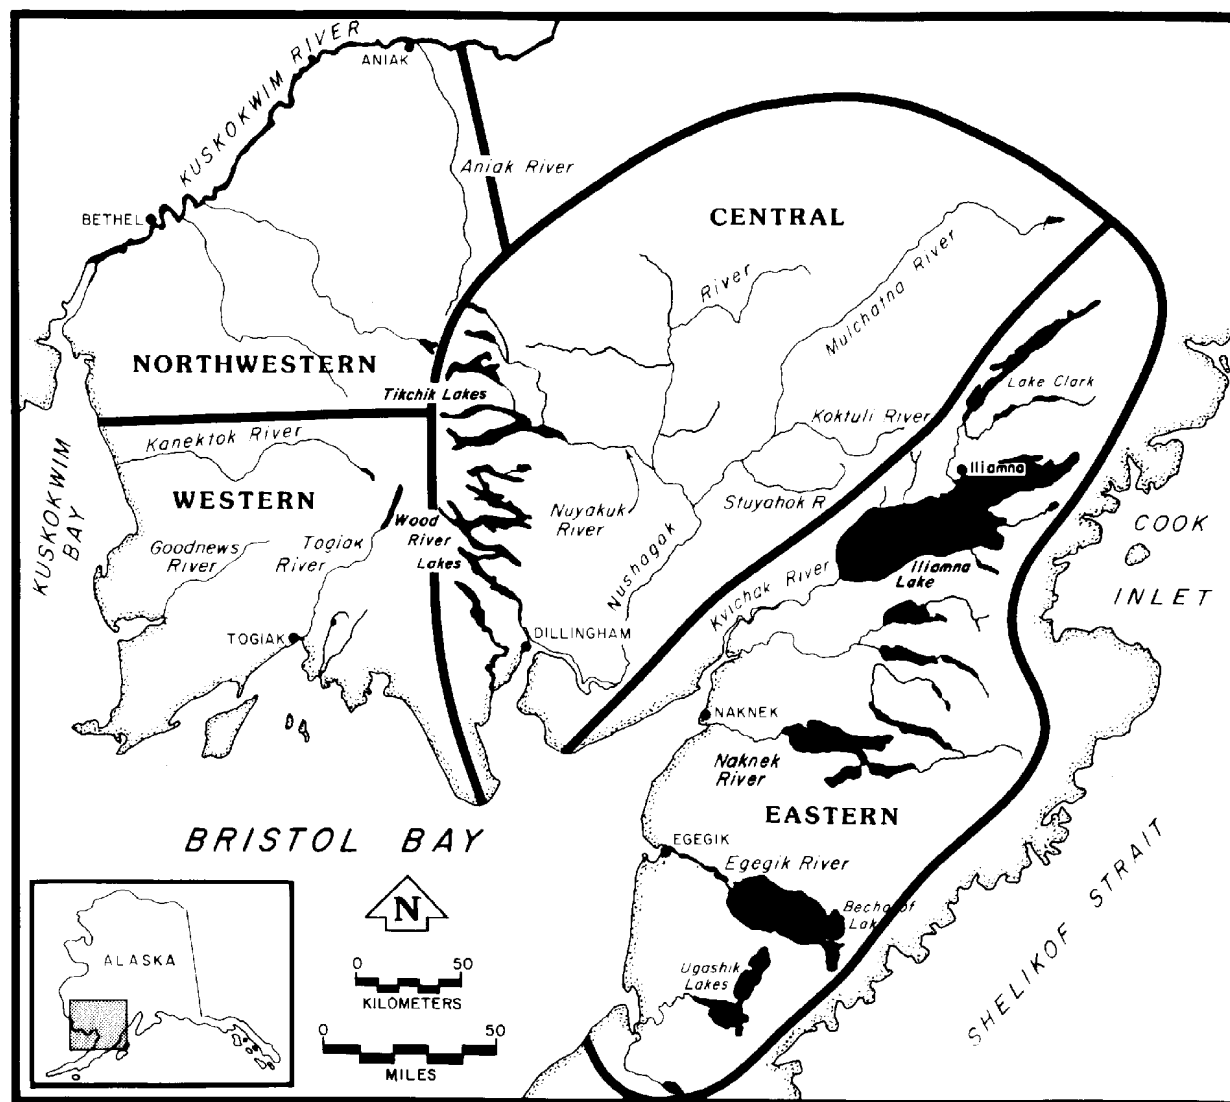 KUSKOKWIM RIVER
ANIAK
Aniak River
BETHEL
CENTRAL
River
Mulchatna River
NORTHWESTERN
Tikchik Lakes
Lake Clark
Koktuli River
Kanektok River
KUSKOKWIM
BAY
WESTERN
Iliamna
Wood
River
Lakes
Nuyakuk
River
Stuyahok R
Nushagak
COOK
INLET
Goodnews
River
Togiak
River
Iliamna
Lake
Kvichak River
TOGIAK
DILLINGHAM
NAKNEK
Naknek
River
EASTERN
BRISTOL BAY
EGEGIK
Egegik River
Becharof
Lake
SHELIKOF STRAIT
Ugashik
Lakes
N
ALASKA
0 50
KILOMETERS
0 50
MILES